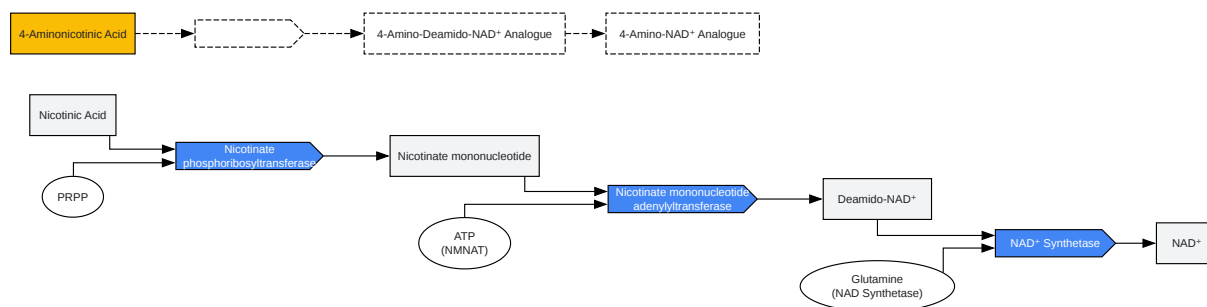 4-Aminonicotinic Acid
4-Amino-Deamido-NAD⁺ Analogue
4-Amino-NAD⁺ Analogue
Nicotinic Acid
PRPP
Nicotinate
phosphoribosyltransferase
Nicotinate mononucleotide
ATP
(NMNAT)
Nicotinate mononucleotide
adenylyltransferase
Deamido-NAD⁺
Glutamine
(NAD Synthetase)
NAD⁺ Synthetase
NAD⁺